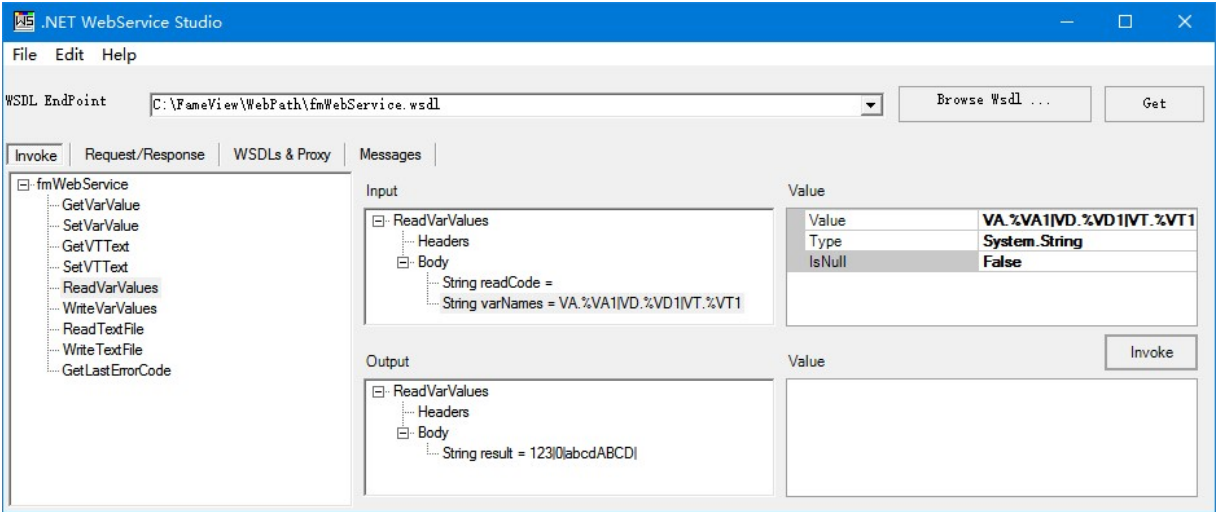 WS .NET WebService Studio
File Edit Help
WSDL EndPoint C:\FameView\WebPath\fmWebService.wsdl Browse Wsdl ... Get
Invoke Request/Response WSDLs & Proxy Messages
fmWebService
GetVarValue
SetVarValue
GetVTText
SetVTText
ReadVarValues
WriteVarValues
ReadTextFile
WriteTextFile
GetLastErrorCode
Input
ReadVarValues
Headers
Body
String readCode =
String varNames = VA.%VA1|VD.%VD1|VT.%VT1
Value
Value VA.%VA1|VD.%VD1|VT.%VT1
Type System.String
IsNull False
Invoke
Output
ReadVarValues
Headers
Body
String result = 123|0|abcdABCD|
Value